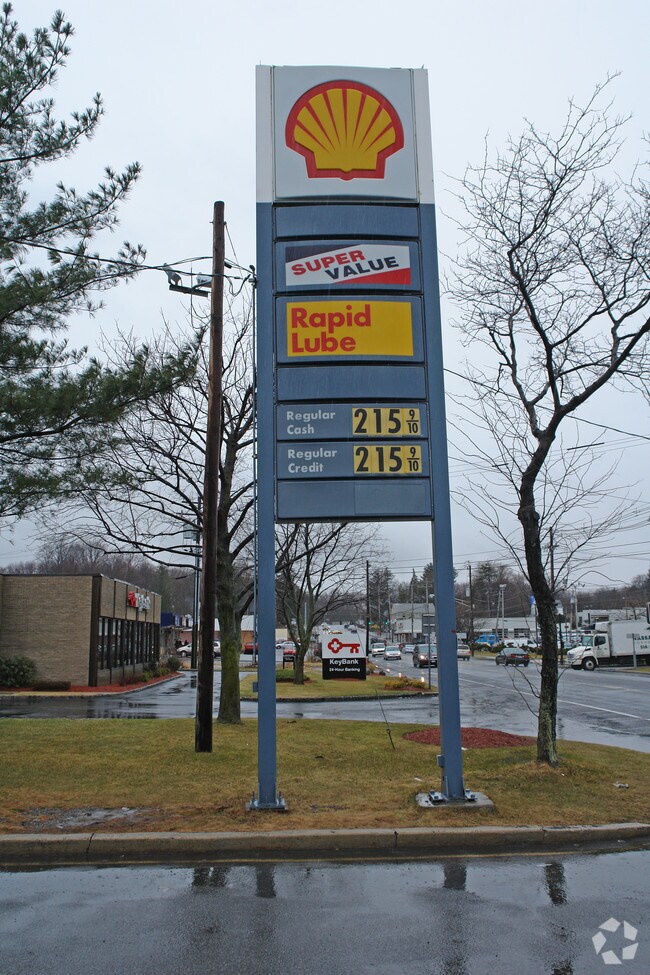 SUPER
VALUE
Rapid
Lube
Regular
Cash
215 9/10
Regular
Credit
215 9/10
KeyBank
24-Hour Banking